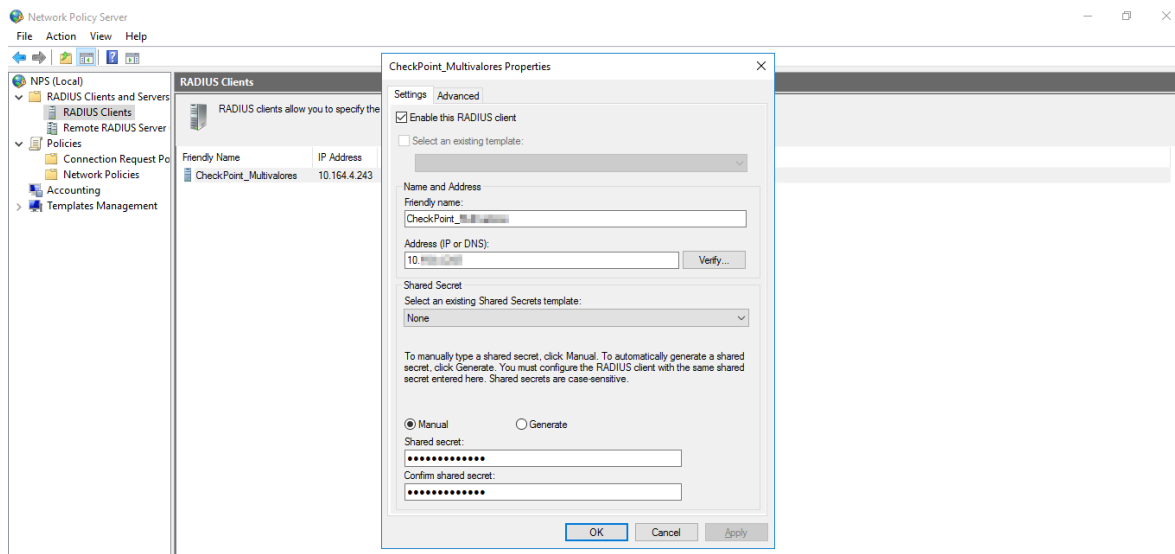 Network Policy Server
File Action View Help
NPS (Local)
RADIUS Clients and Servers
RADIUS Clients
Remote RADIUS Server
Policies
Connection Request Po
Network Policies
Accounting
Templates Management
RADIUS Clients
RADIUS clients allow you to specify the
Friendly Name IP Address
CheckPoint_Multivalores 10.164.4.243
CheckPoint_Multivalores Properties
Settings Advanced
Enable this RADIUS client
Select an existing template:
Name and Address
Friendly name:
CheckPoint_
Address (IP or DNS):
10.
Verify...
Shared Secret
Select an existing Shared Secrets template:
None
To manually type a shared secret, click Manual. To automatically generate a shared
secret, click Generate. You must configure the RADIUS client with the same shared
secret entered here. Shared secrets are case-sensitive.
Manual Generate
Shared secret:
•••••••••••••
Confirm shared secret:
•••••••••••••
OK Cancel Apply